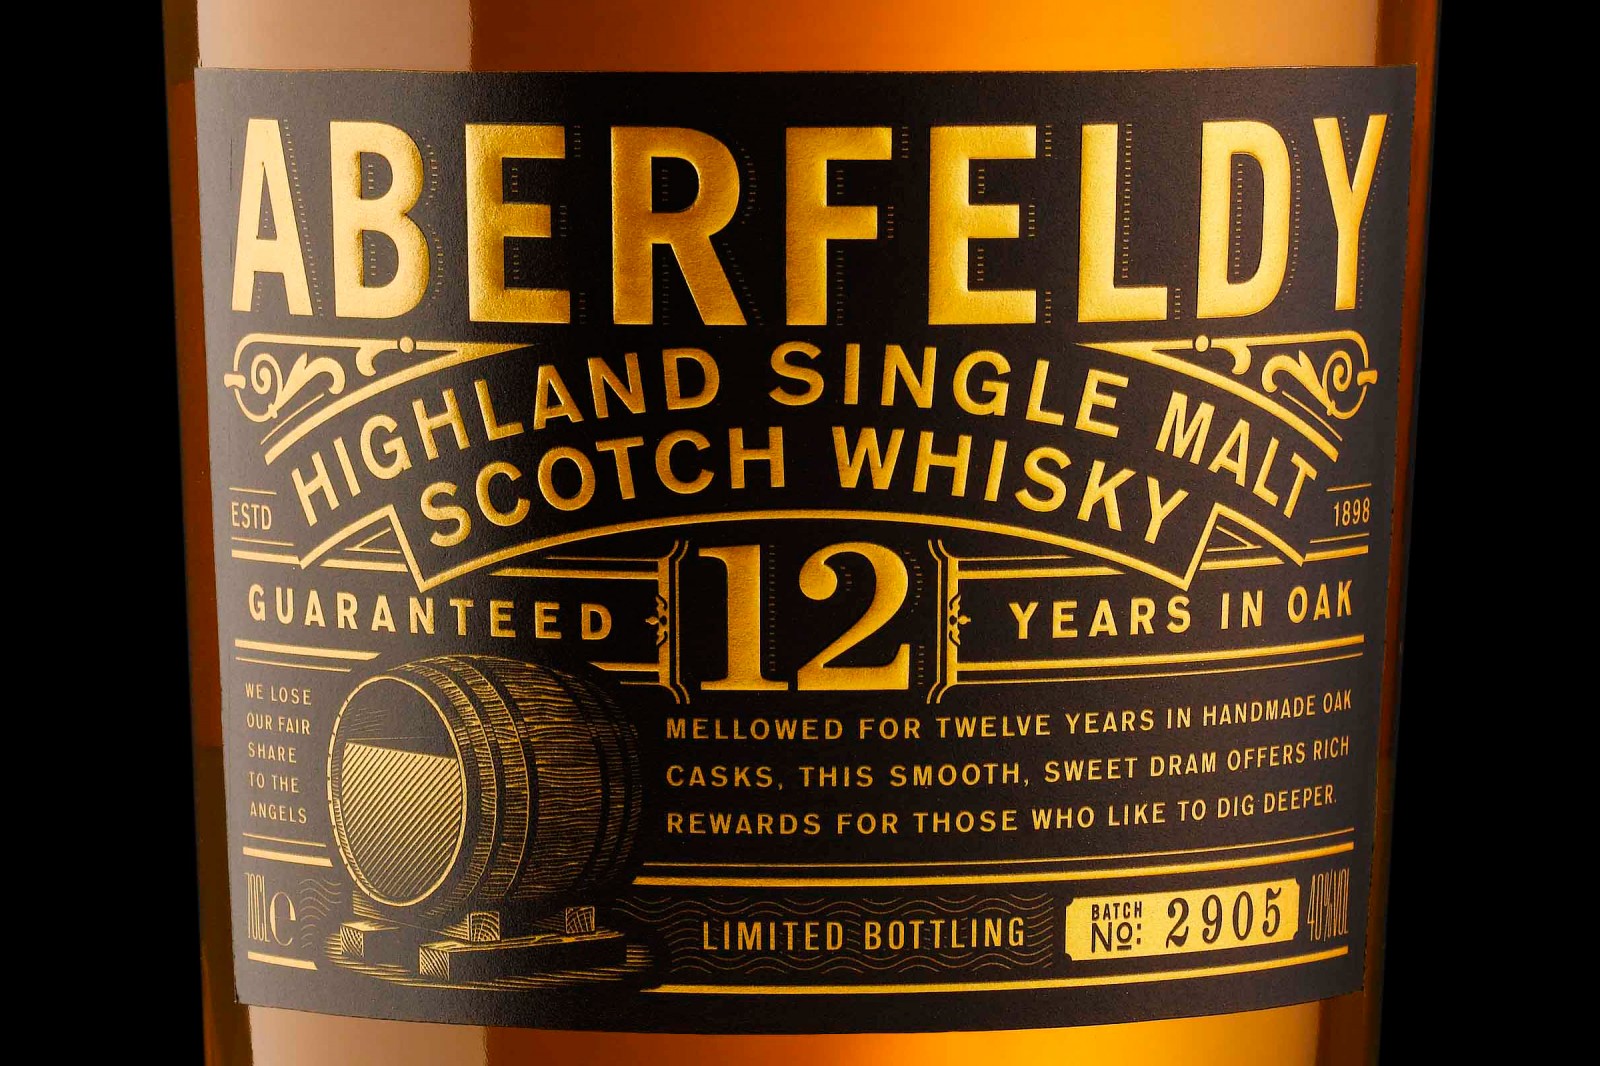 ABERFELDY
HIGHLAND SINGLE MALT
SCOTCH WHISKY
ESTD 1898
GUARANTEED 12 YEARS IN OAK
WE LOSE
OUR FAIR
SHARE
TO THE
ANGELS
MELLOWED FOR TWELVE YEARS IN HANDMADE OAK
CASKS, THIS SMOOTH, SWEET DRAM OFFERS RICH
REWARDS FOR THOSE WHO LIKE TO DIG DEEPER.
70CL e
LIMITED BOTTLING
BATCH
No: 2905
40%VOL